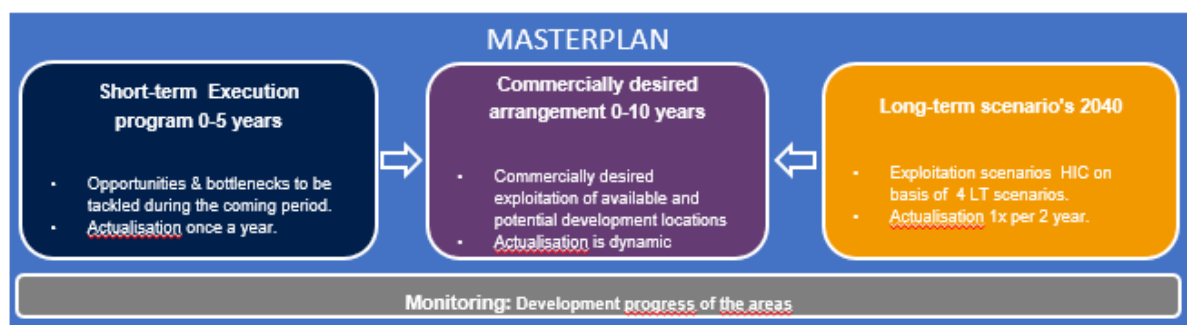 MASTERPLAN
Short-term Execution
program 0-5 years
• Opportunities & bottlenecks to be
tackled during the coming period.
• Actualisation once a year.
Commercially desired
arrangement 0-10 years
• Commercially desired
exploitation of available and
potential development locations
• Actualisation is dynamic
Long-term scenario's 2040
• Exploitation scenarios HIC on
basis of 4 LT scenarios.
• Actualisation 1x per 2 year.
Monitoring: Development progress of the areas